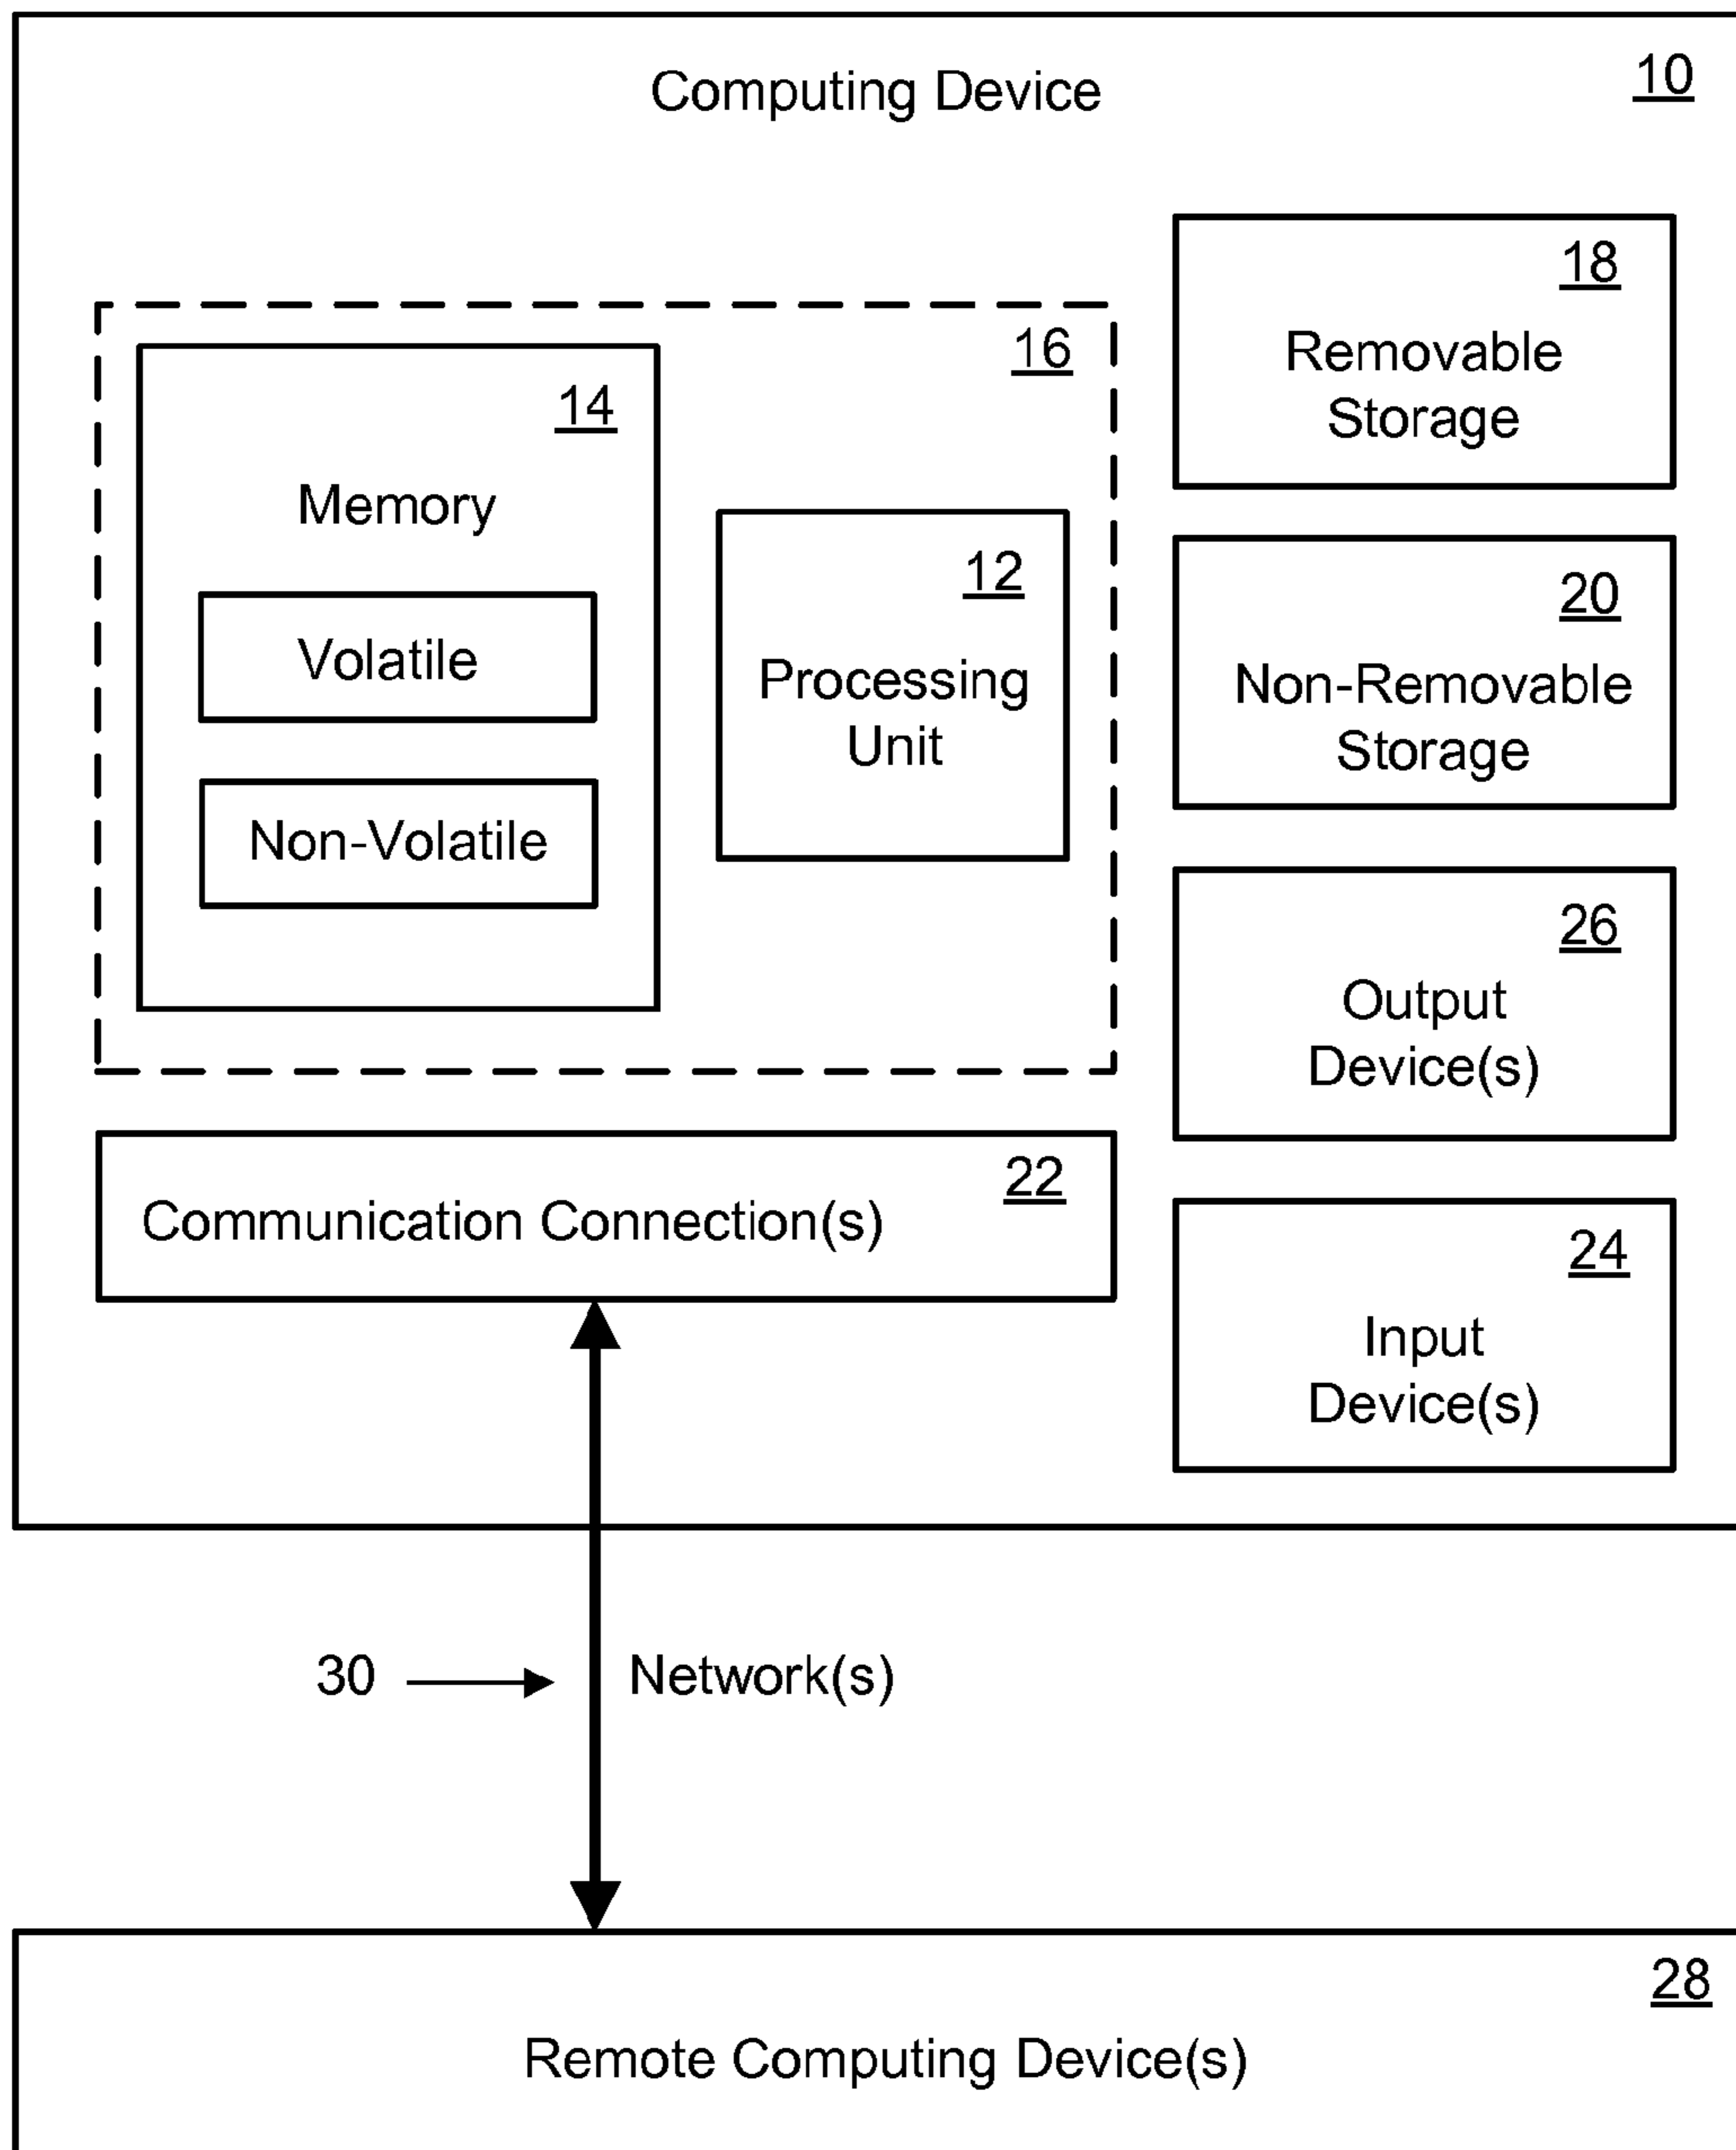 Computing Device
10
16
14
Memory
Volatile
Non-Volatile
12
Processing
Unit
18
Removable
Storage
20
Non-Removable
Storage
26
Output
Device(s)
22
Communication Connection(s)
24
Input
Device(s)
30
Network(s)
28
Remote Computing Device(s)